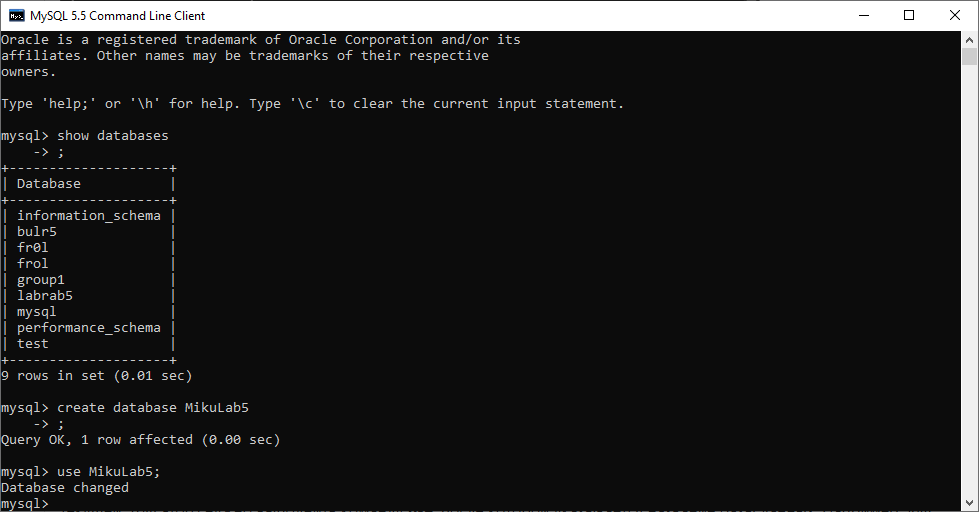 MySQL 5.5 Command Line Client
Oracle is a registered trademark of Oracle Corporation and/or its
affiliates. Other names may be trademarks of their respective
owners.
Type 'help;' or '\h' for help. Type '\c' to clear the current input statement.
mysql> show databases
    -> ;
+--------------------+
| Database           |
+--------------------+
| information_schema |
| bulr5              |
| fr0l               |
| frol               |
| group1             |
| labrab5            |
| mysql              |
| performance_schema |
| test               |
+--------------------+
9 rows in set (0.01 sec)
mysql> create database MikuLab5
    -> ;
Query OK, 1 row affected (0.00 sec)
mysql> use MikuLab5;
Database changed
mysql>